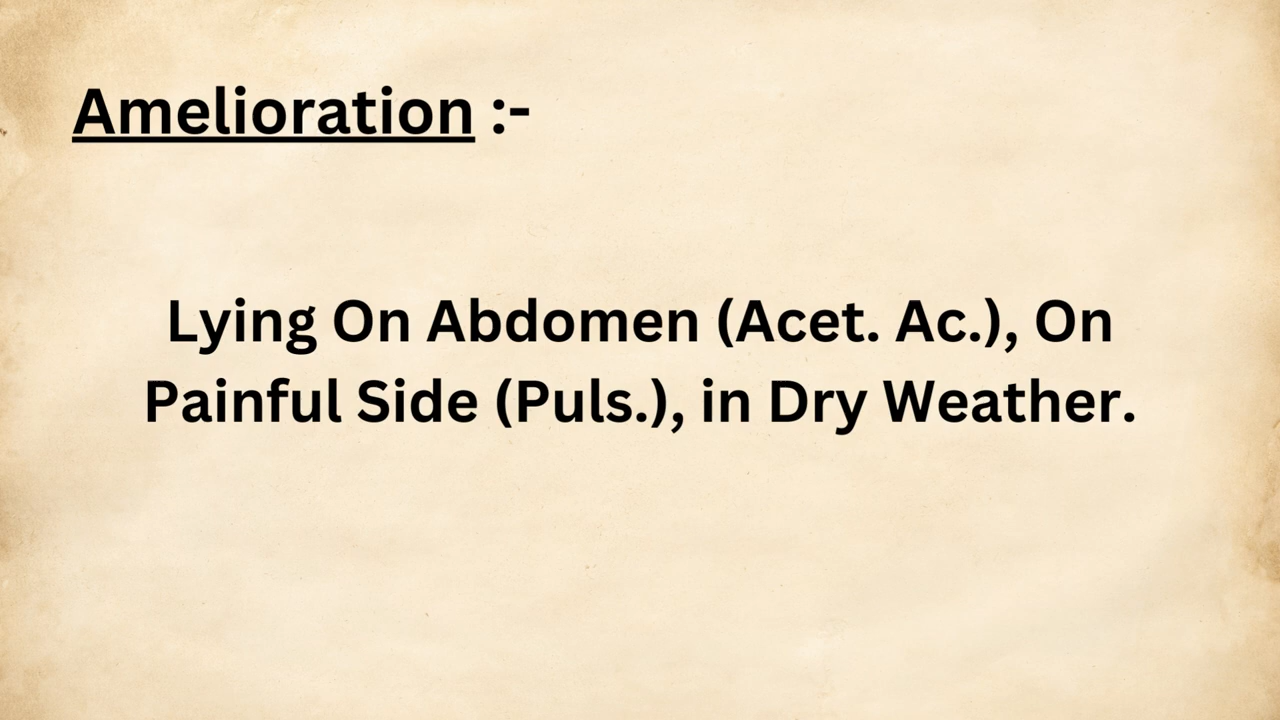 Amelioration :-
Lying On Abdomen (Acet. Ac.), On
Painful Side (Puls.), in Dry Weather.